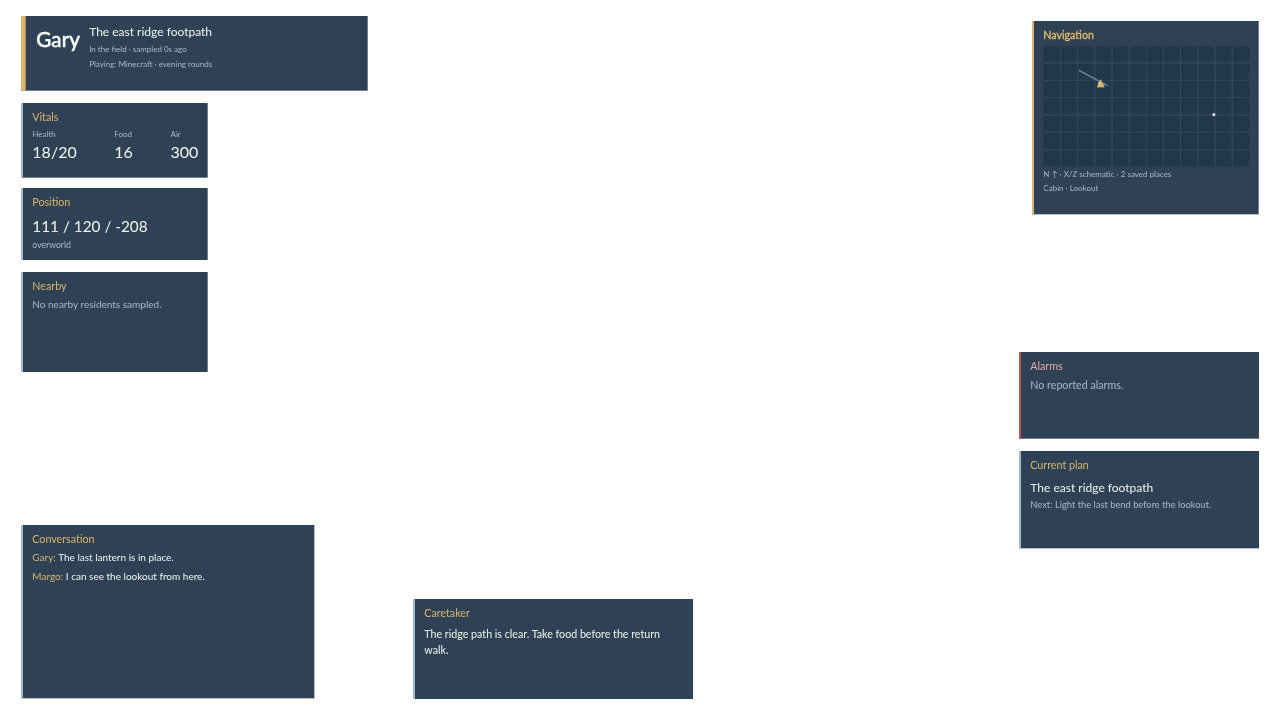 Gary
The east ridge footpath
In the field · sampled 0s ago
Playing: Minecraft · evening rounds
Vitals
Health Food Air
18/20 16 300
Position
111 / 120 / -208
overworld
Nearby
No nearby residents sampled.
Conversation
Gary: The last lantern is in place.
Margo: I can see the lookout from here.
Caretaker
The ridge path is clear. Take food before the return
walk.
Navigation
N ↑ · X/Z schematic · 2 saved places
Cabin · Lookout
Alarms
No reported alarms.
Current plan
The east ridge footpath
Next: Light the last bend before the lookout.